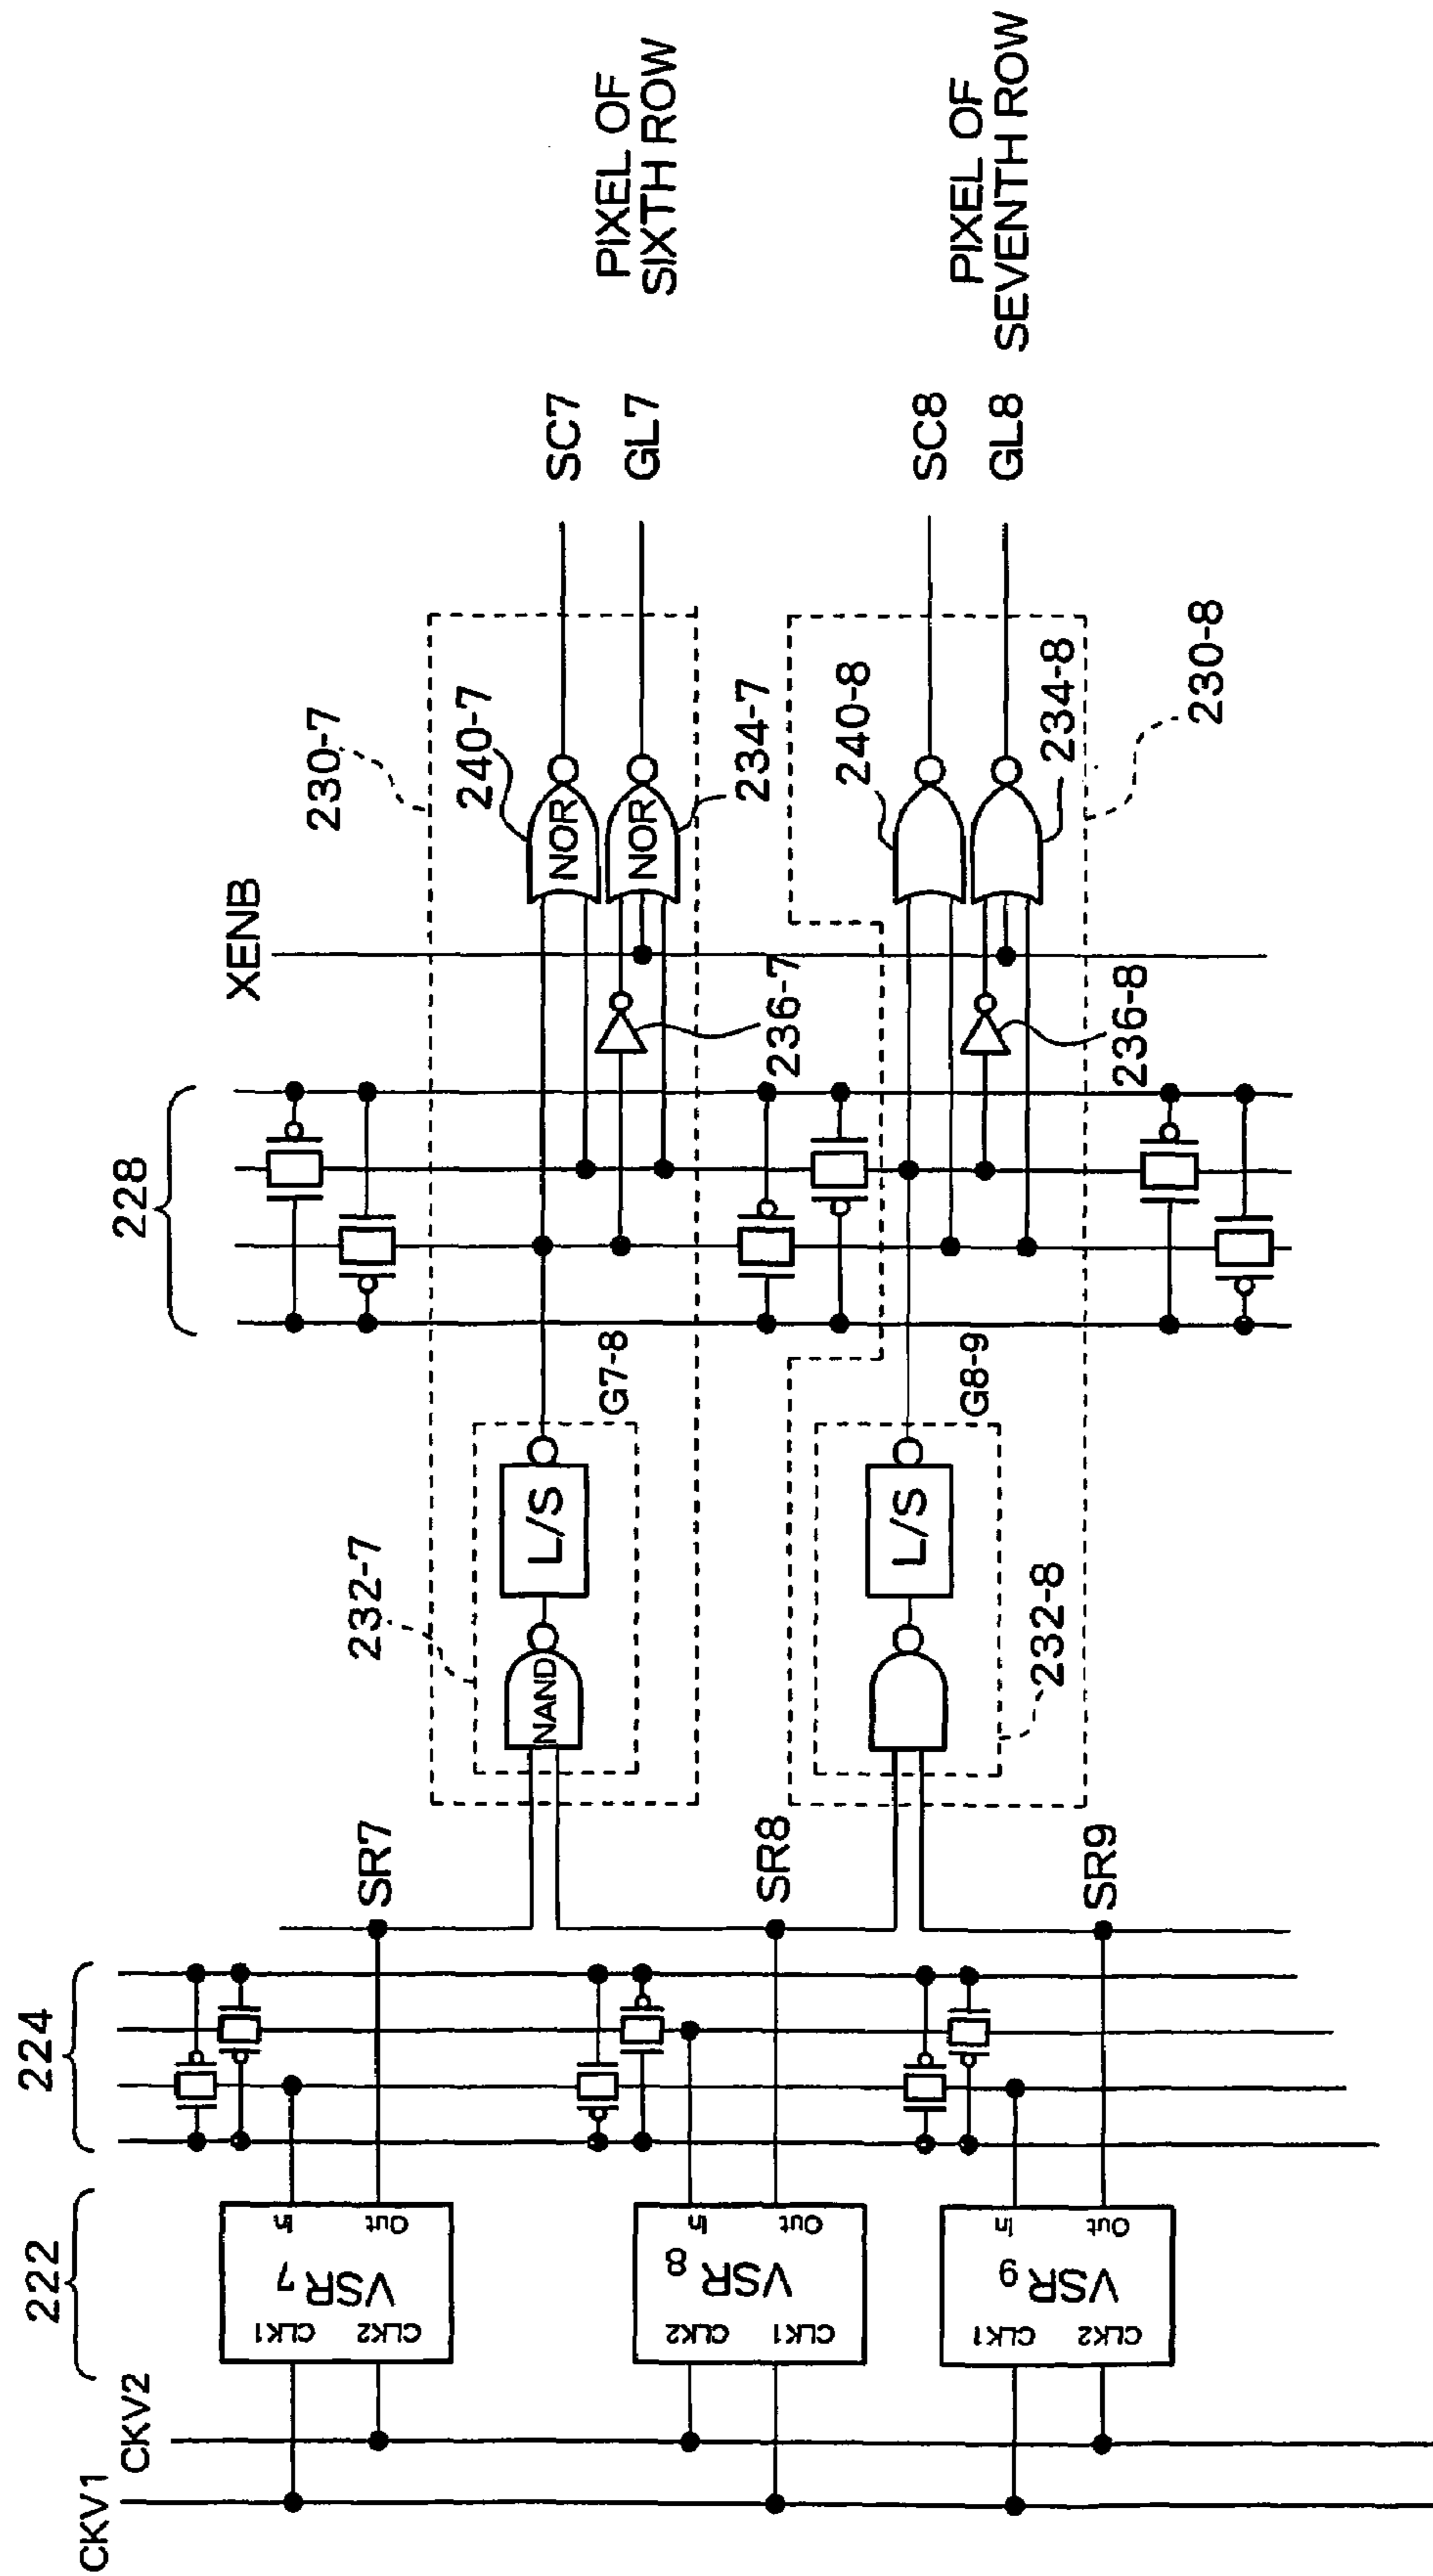 CKV1
CKV2
222
224
228
XENB
VSR7
CLK1
CLK2
In
Out
VSR8
CLK2
CLK1
In
Out
VSR9
CLK1
CLK2
In
Out
SR7
SR8
SR9
232-7
NAND
L/S
G7-8
230-7
240-7
NOR
NOR
234-7
236-7
SC7
GL7
PIXEL OF
SIXTH ROW
232-8
L/S
G8-9
230-8
240-8
234-8
236-8
SC8
GL8
PIXEL OF
SEVENTH ROW